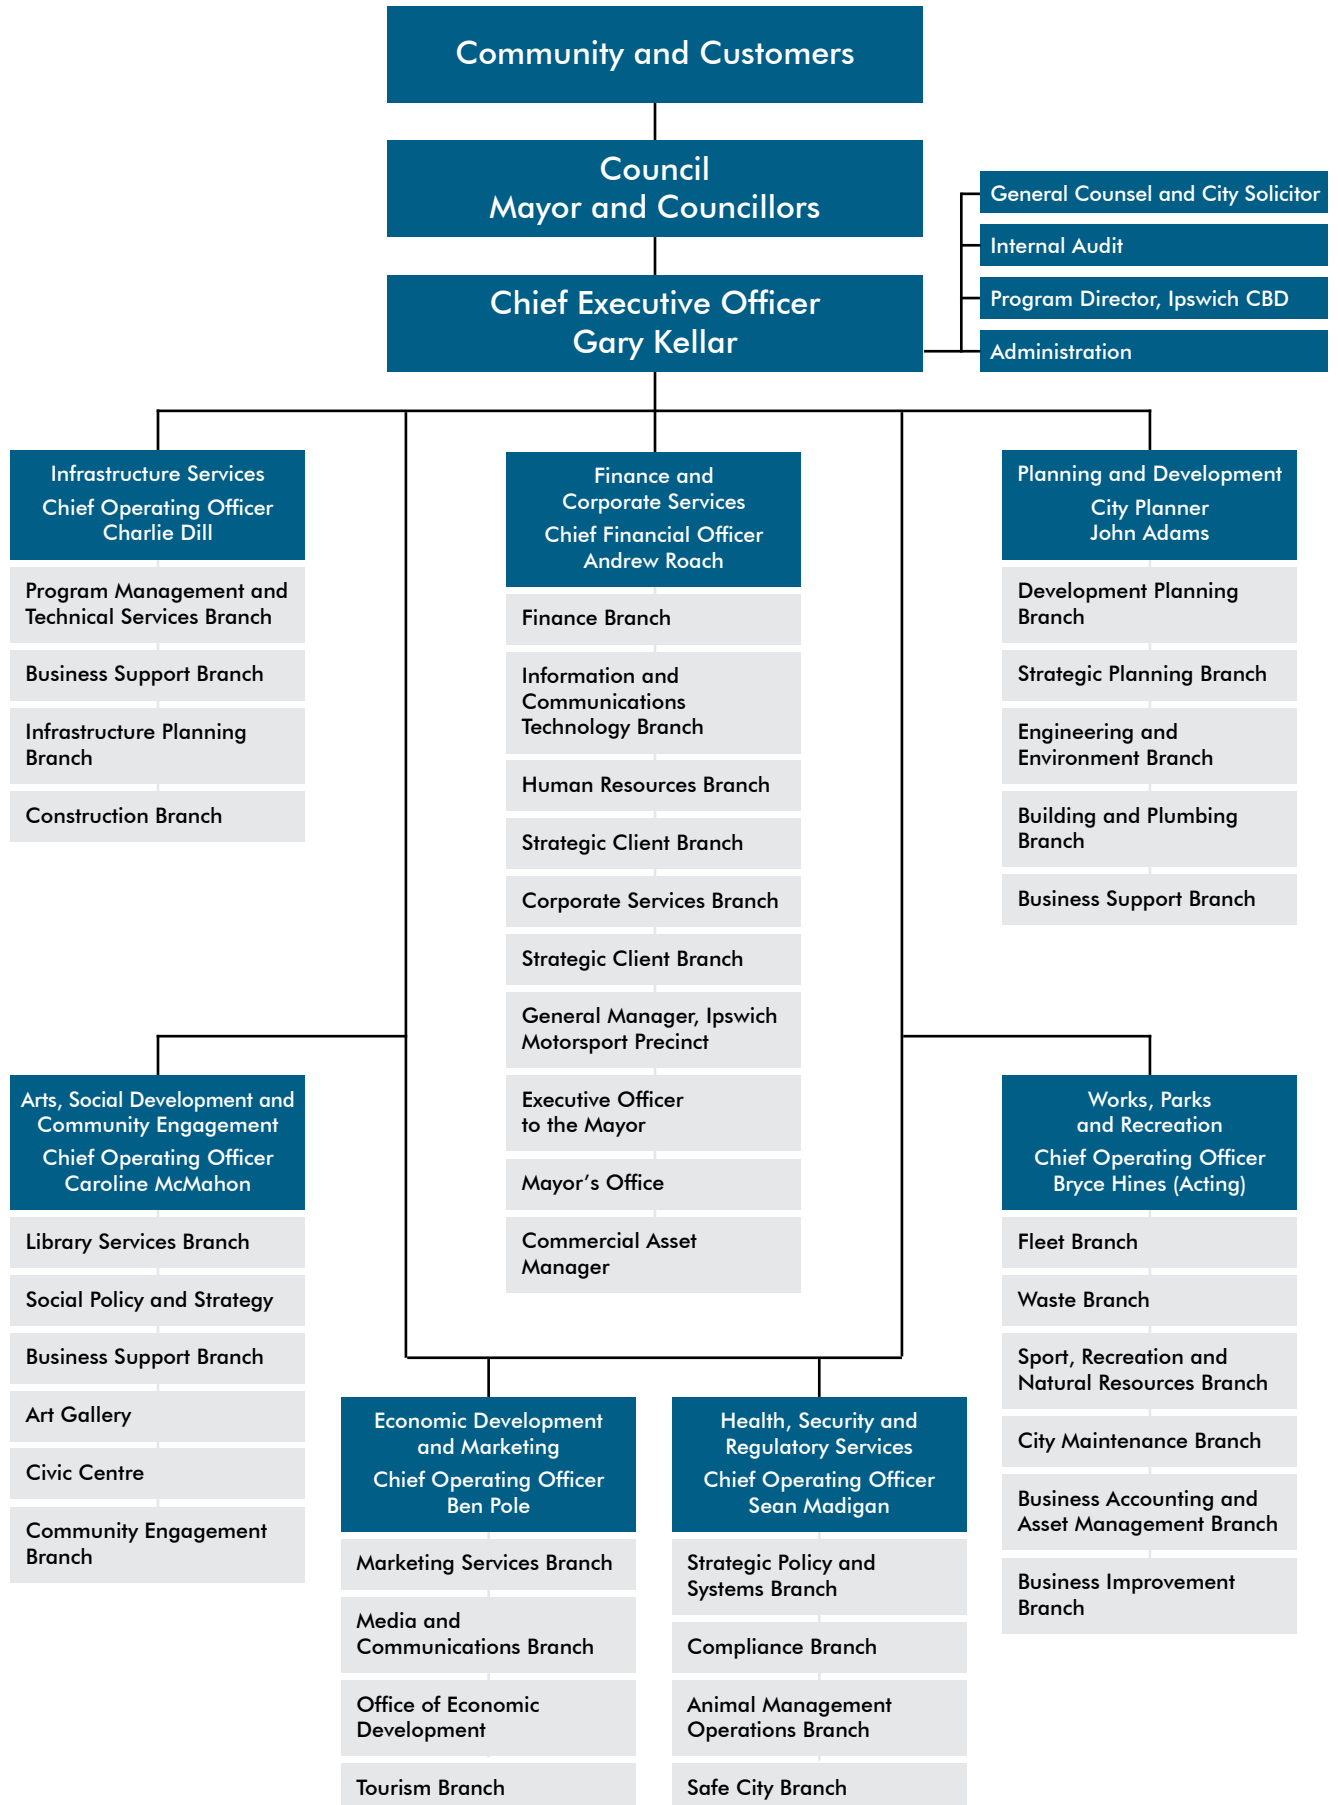 Community and Customers
Council
Mayor and Councillors
Chief Executive Officer
Gary Kellar
General Counsel and City Solicitor
Internal Audit
Program Director, Ipswich CBD
Administration
Infrastructure Services
Chief Operating Officer
Charlie Dill
Program Management and
Technical Services Branch
Business Support Branch
Infrastructure Planning
Branch
Construction Branch
Finance and
Corporate Services
Chief Financial Officer
Andrew Roach
Finance Branch
Information and
Communications
Technology Branch
Human Resources Branch
Strategic Client Branch
Corporate Services Branch
Strategic Client Branch
General Manager, Ipswich
Motorsport Precinct
Executive Officer
to the Mayor
Mayor’s Office
Commercial Asset
Manager
Planning and Development
City Planner
John Adams
Development Planning
Branch
Strategic Planning Branch
Engineering and
Environment Branch
Building and Plumbing
Branch
Business Support Branch
Arts, Social Development and
Community Engagement
Chief Operating Officer
Caroline McMahon
Library Services Branch
Social Policy and Strategy
Business Support Branch
Art Gallery
Civic Centre
Community Engagement
Branch
Economic Development
and Marketing
Chief Operating Officer
Ben Pole
Marketing Services Branch
Media and
Communications Branch
Office of Economic
Development
Tourism Branch
Health, Security and
Regulatory Services
Chief Operating Officer
Sean Madigan
Strategic Policy and
Systems Branch
Compliance Branch
Animal Management
Operations Branch
Safe City Branch
Works, Parks
and Recreation
Chief Operating Officer
Bryce Hines (Acting)
Fleet Branch
Waste Branch
Sport, Recreation and
Natural Resources Branch
City Maintenance Branch
Business Accounting and
Asset Management Branch
Business Improvement
Branch